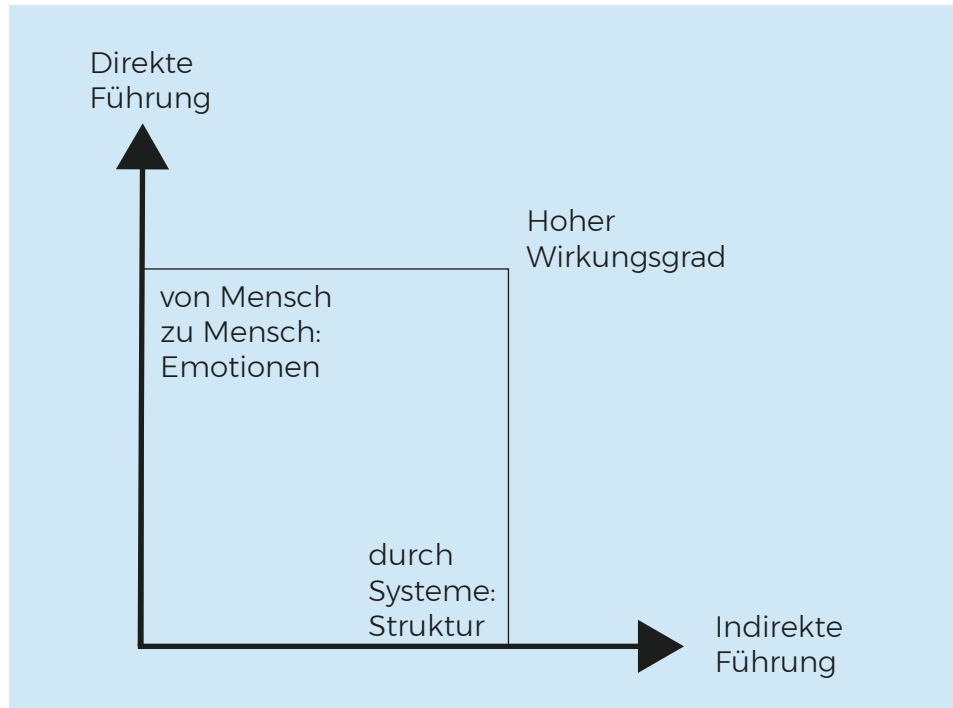 Direkte
Führung
Hoher
Wirkungsgrad
von Mensch
zu Mensch:
Emotionen
durch
Systeme:
Struktur
Indirekte
Führung